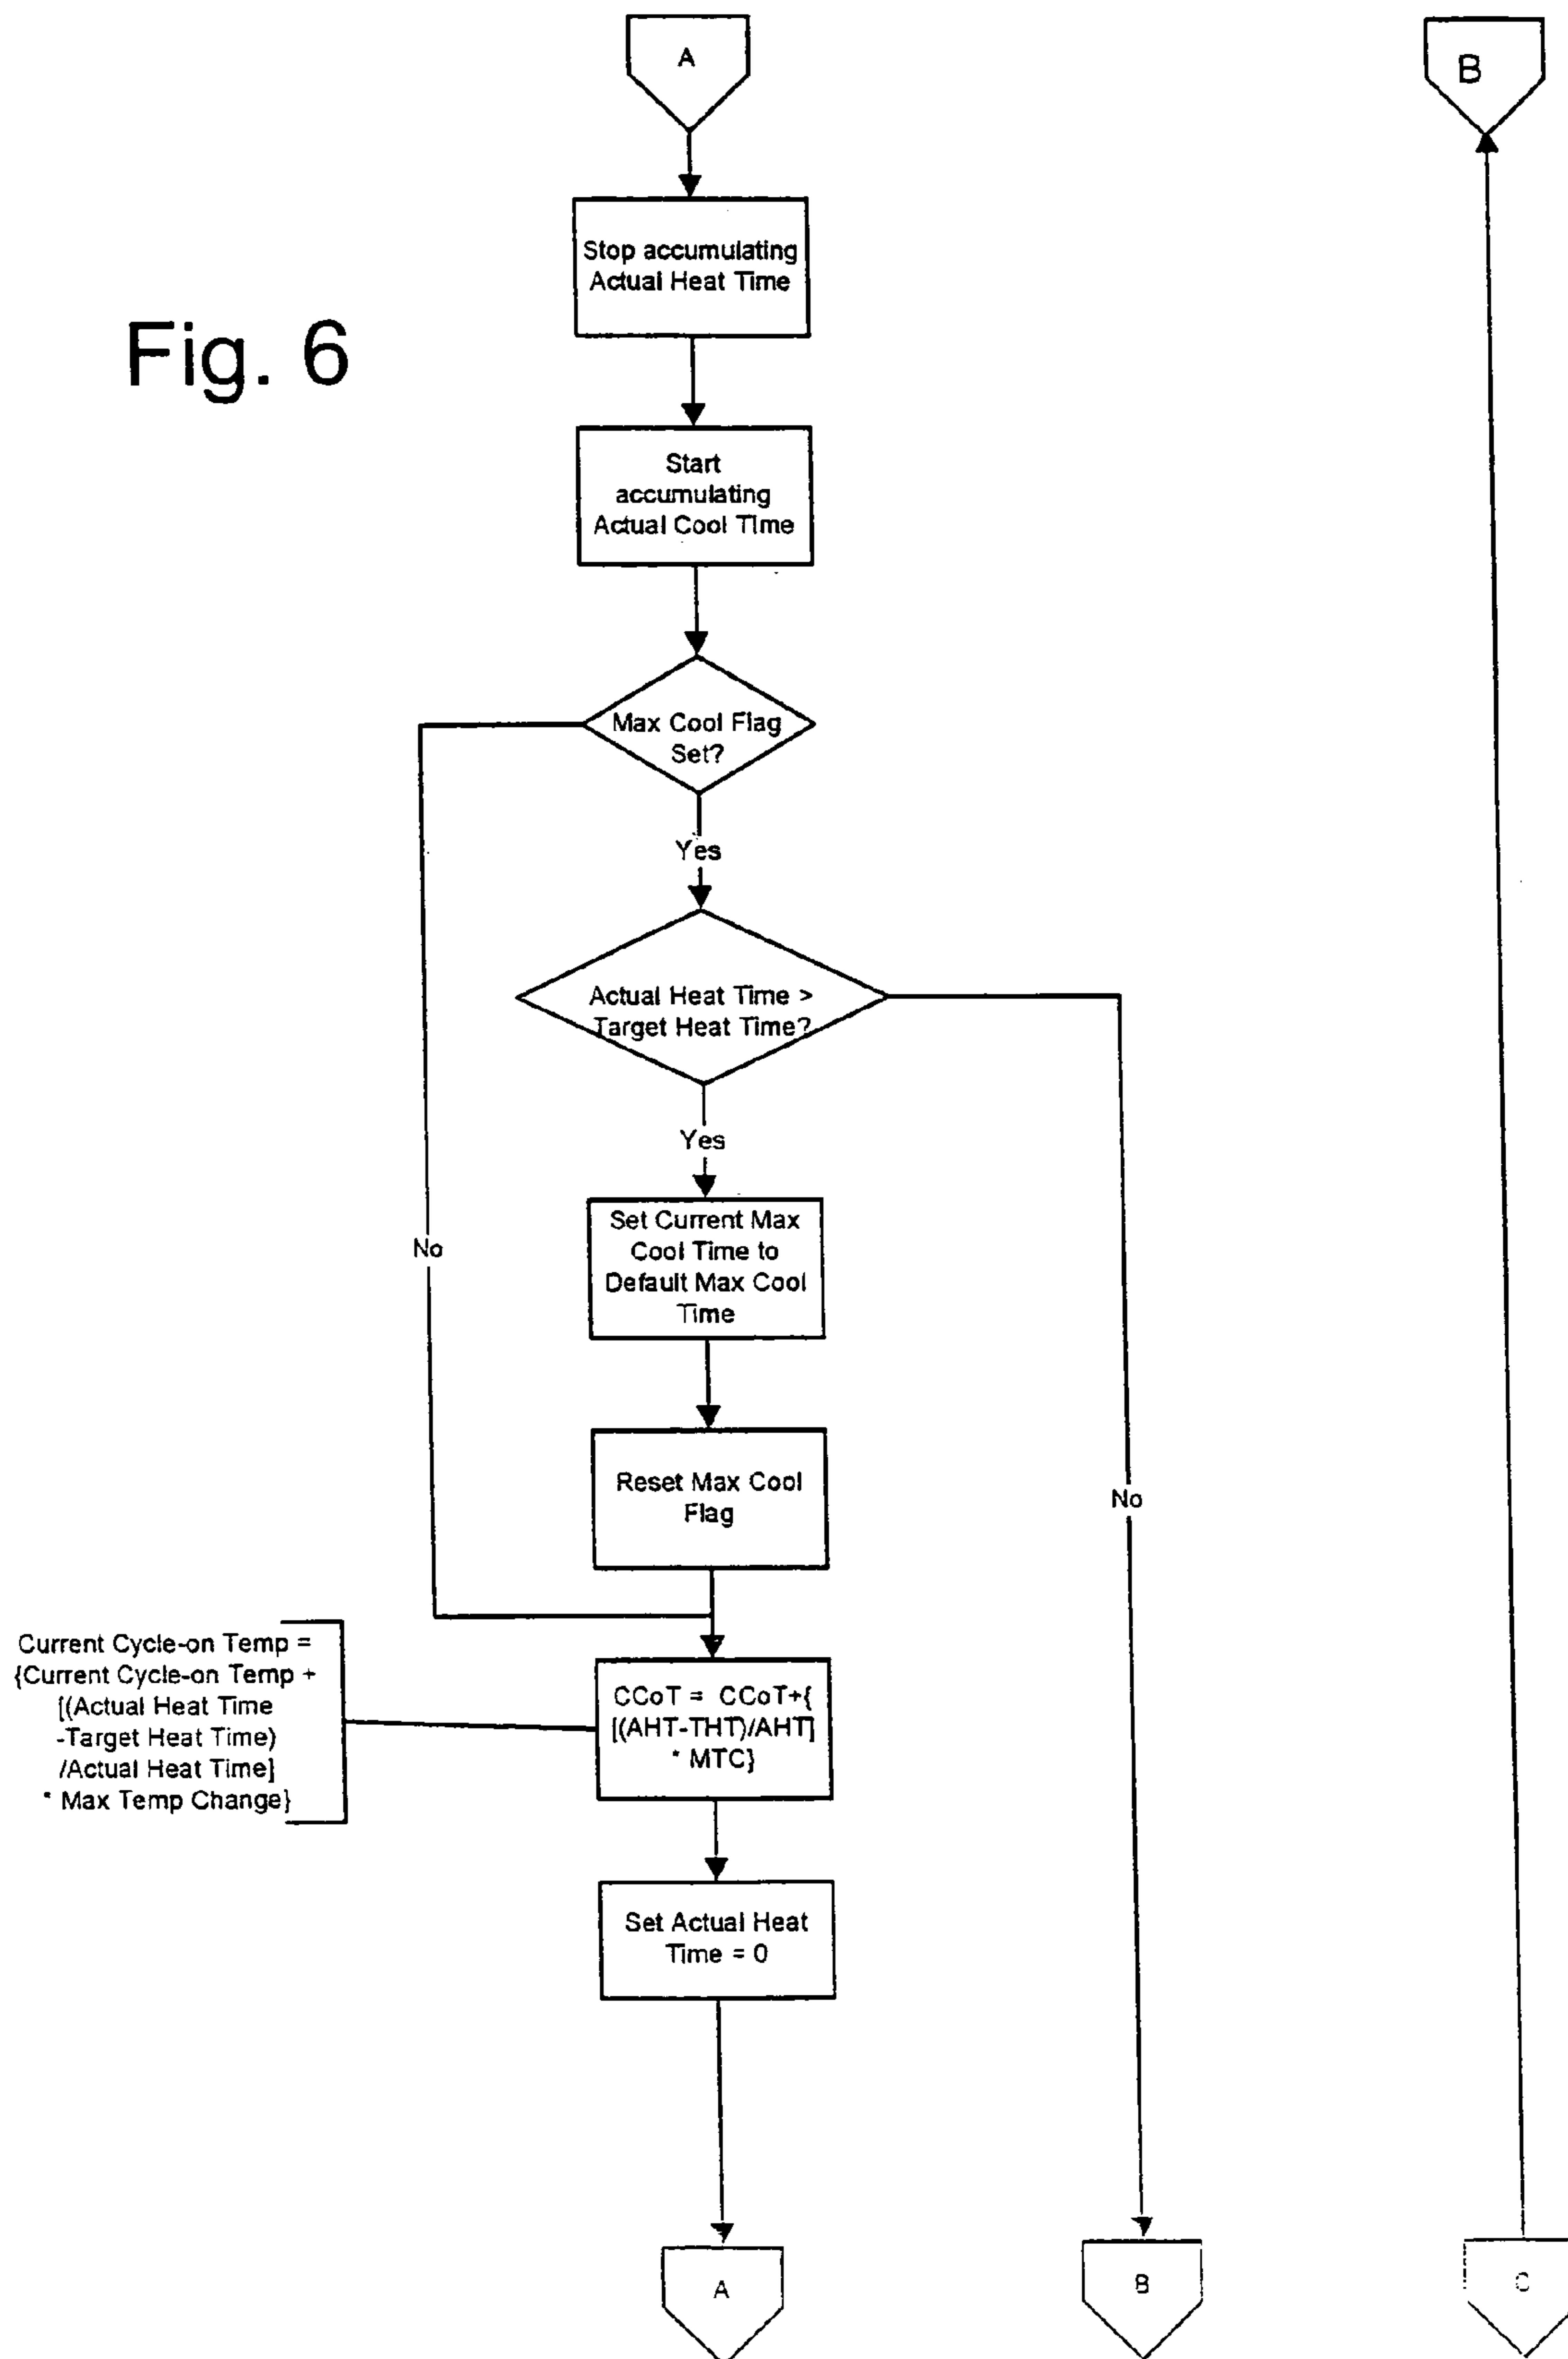 A
B
Stop accumulating
Actual Heat Time
Fig. 6
Start
accumulating
Actual Cool Time
Max Cool Flag
Set?
Yes
Actual Heat Time >
Target Heat Time?
Yes
Set Current Max
Cool Time to
Default Max Cool
Time
No
Reset Max Cool
Flag
No
Current Cycle-on Temp =
{Current Cycle-on Temp +
[(Actual Heat Time
-Target Heat Time)
/Actual Heat Time]
* Max Temp Change}
CCoT = CCoT+{
[(AHT-THT)/AHT]
* MTC}
Set Actual Heat
Time = 0
A
B
C